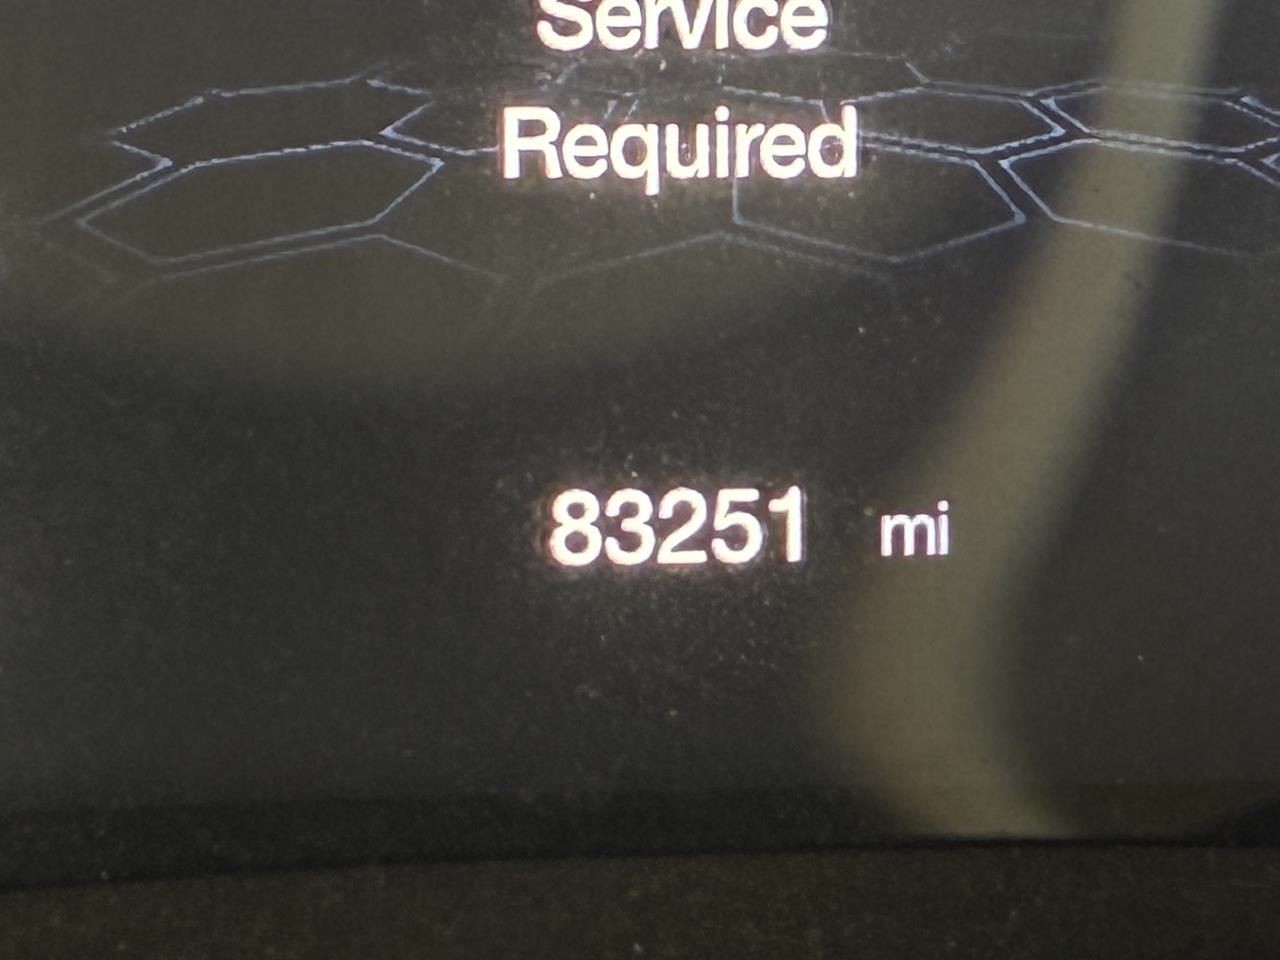 Service
Required
83251 mi